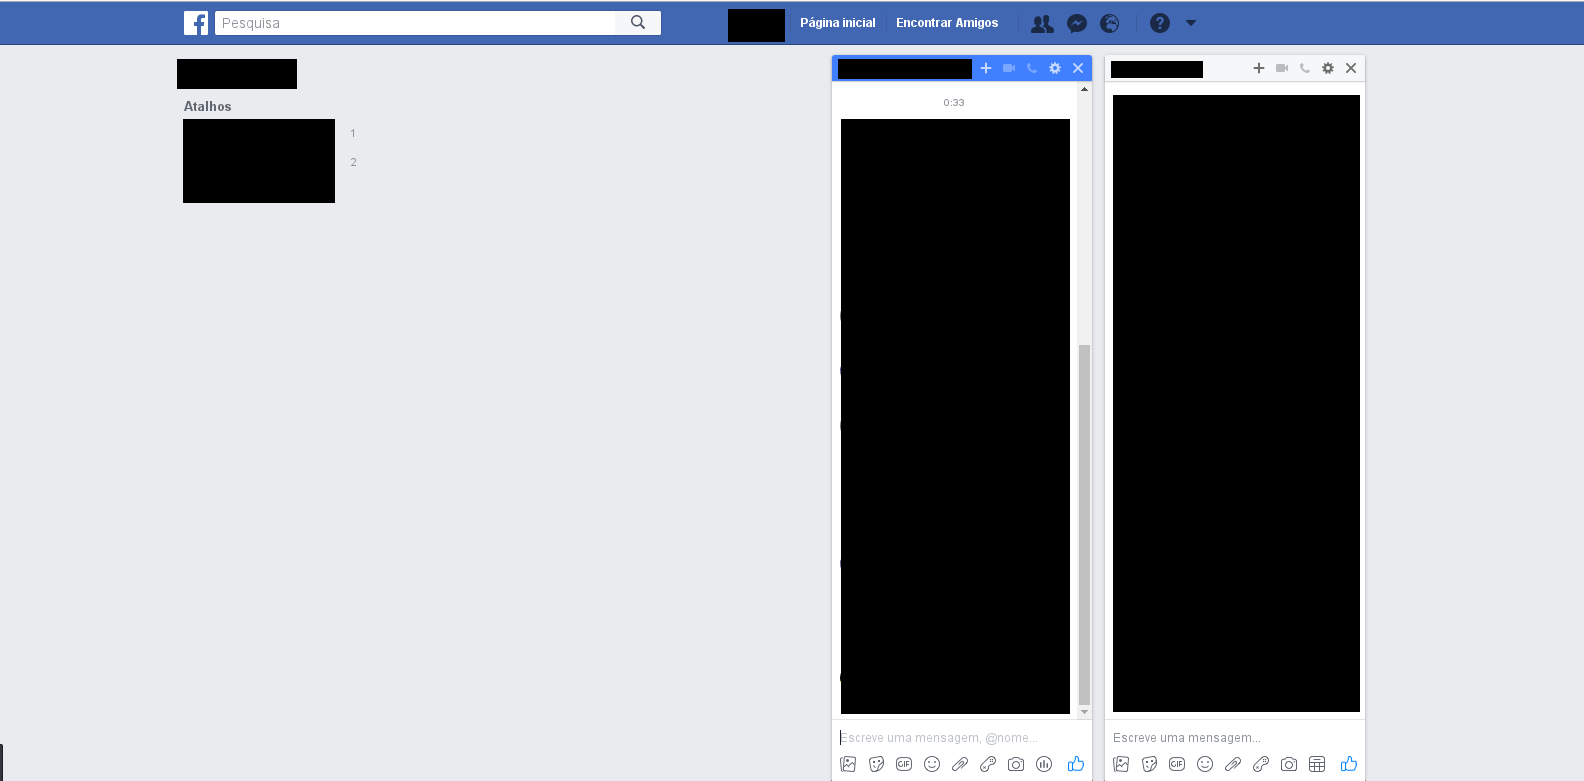 Pesquisa
Página inicial
Encontrar Amigos
Atalhos
1
2
0:33
Escreve uma mensagem, @nome...
GIF
Escreve uma mensagem...
GIF